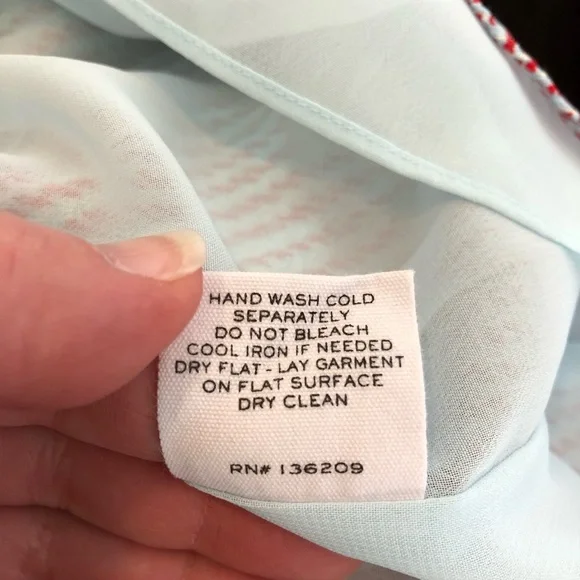 HAND WASH COLD
SEPARATELY
DO NOT BLEACH
COOL IRON IF NEEDED
DRY FLAT - LAY GARMENT
ON FLAT SURFACE
DRY CLEAN
RN# 136209